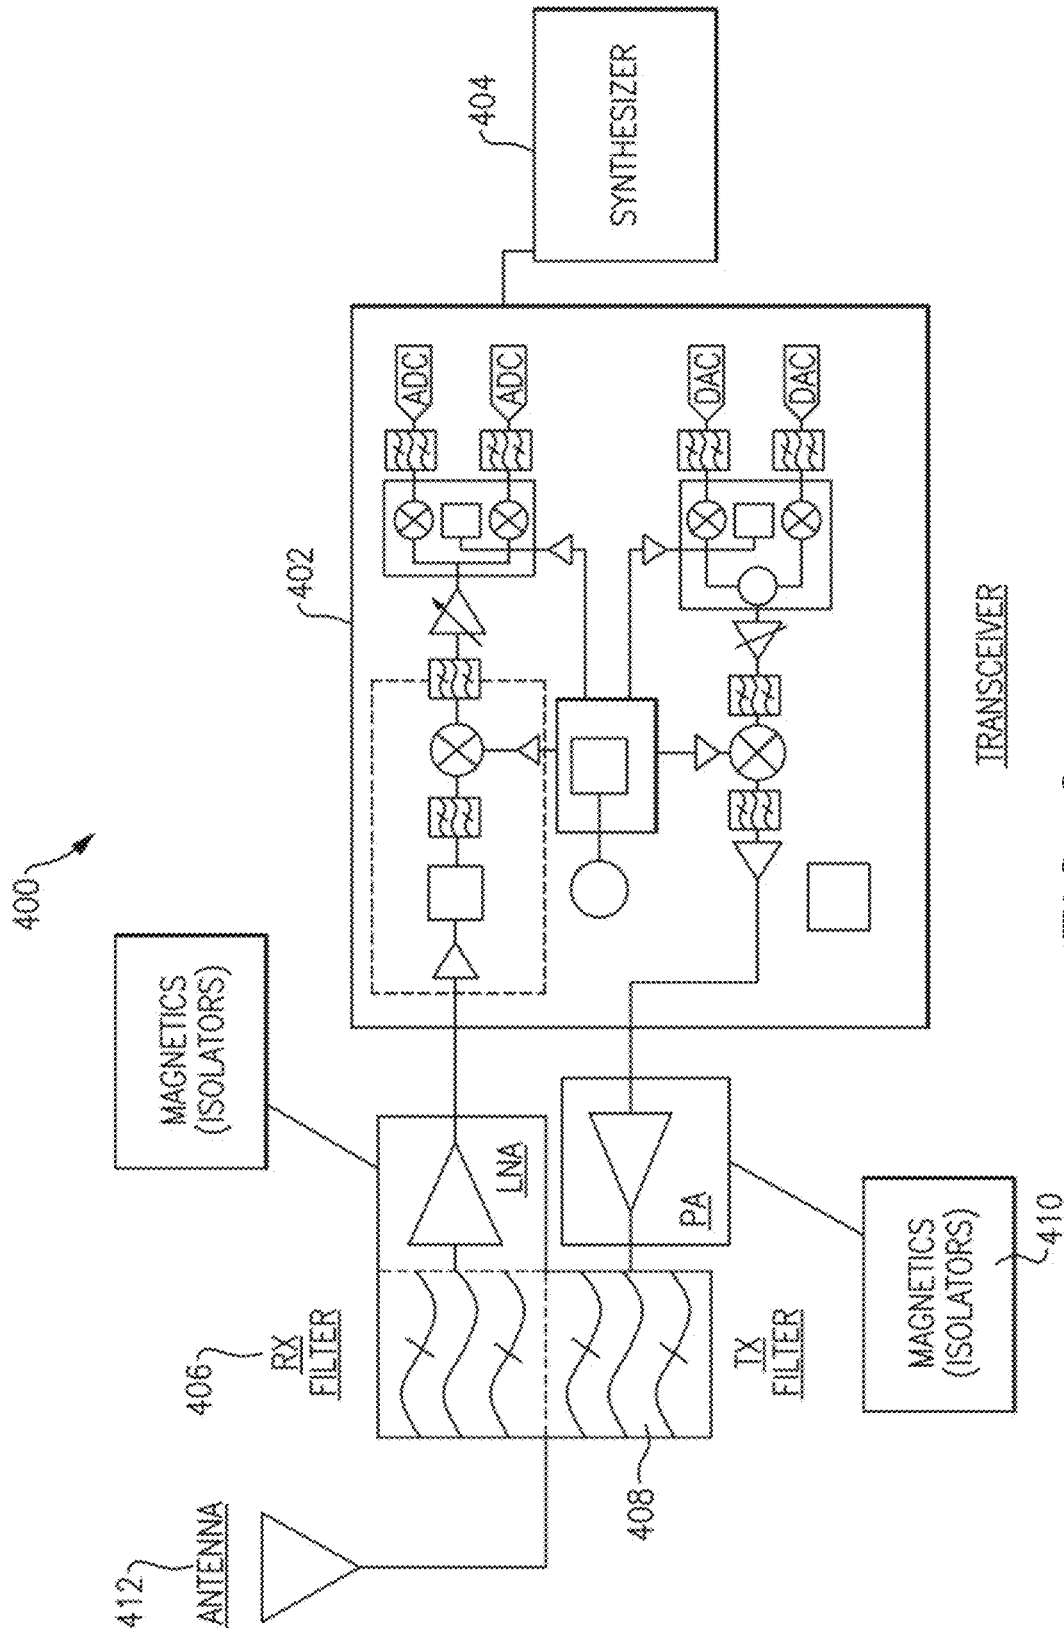 400
412
ANTENNA
406
RX
FILTER
408
TX
FILTER
MAGNETICS
(ISOLATORS)
LNA
PA
MAGNETICS
(ISOLATORS)
410
402
ADC
ADC
DAC
DAC
TRANSCEIVER
404
SYNTHESIZER